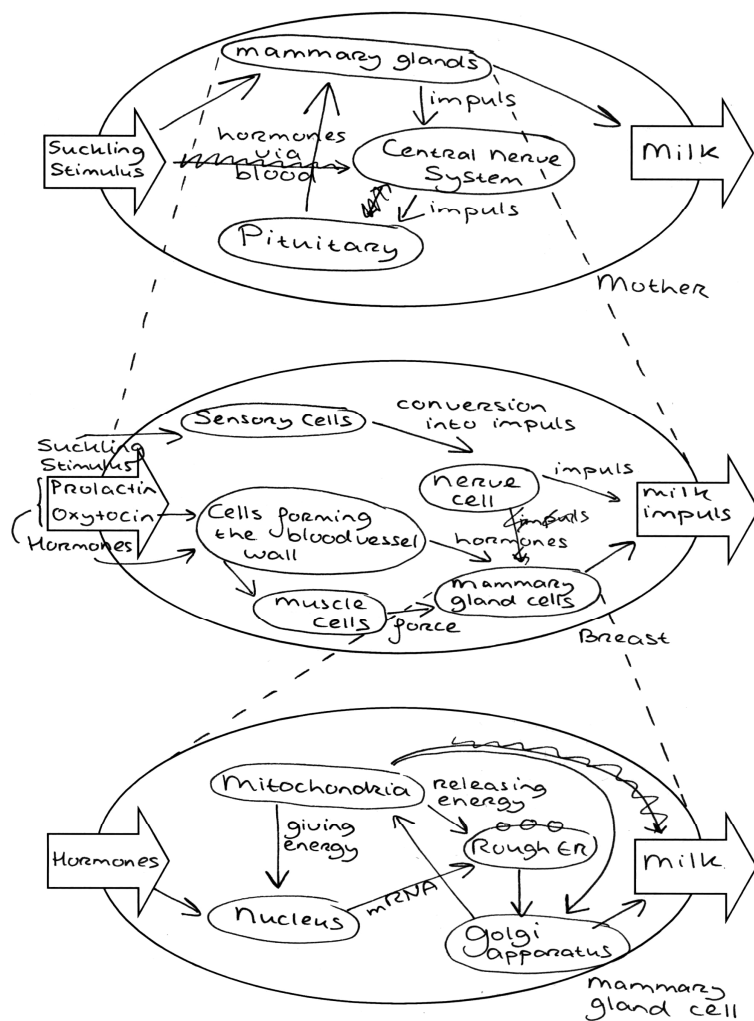 mammary glands
impuls
Suckling
Stimulus
hormones
via
blood
Central nerve
System
milk
impuls
Pituitary
Mother
Sensory Cells
conversion
into impuls
Suckling
Stimulus
Prolactin
Oxytocin
Hormones
nerve
cell
impuls
milk
impuls
Cells forming
the bloodvessel
wall
impuls
hormones
muscle
cells
force
mammary
gland cells
Breast
Mitochondria
releasing
energy
giving
energy
Hormones
Rough ER
milk
mRNA
nucleus
golgi
apparatus
mammary
gland cell